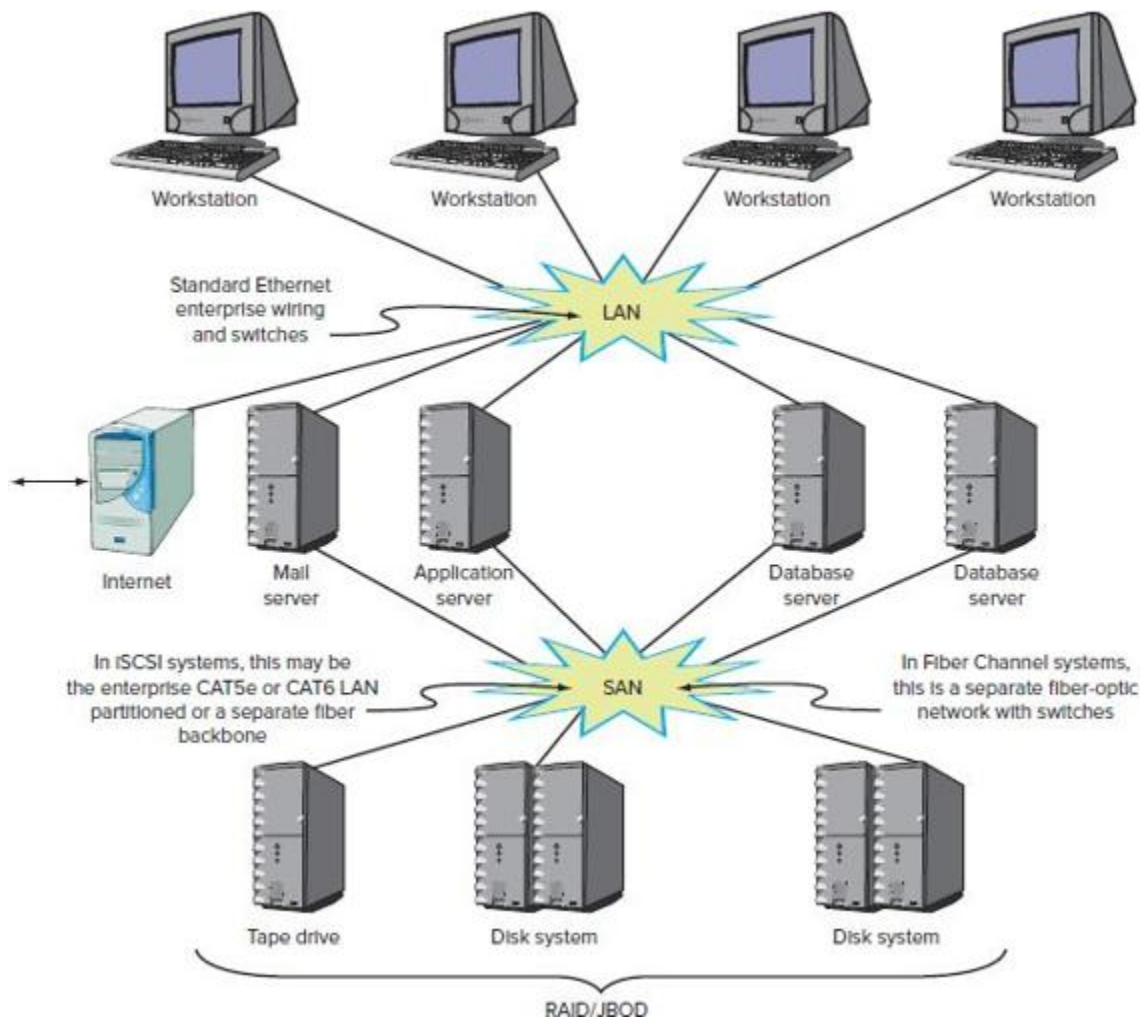 Workstation
Workstation
Workstation
Workstation
Standard Ethernet
enterprise wiring
and switches
LAN
Internet
Mail
server
Application
server
Database
server
Database
server
In iSCSI systems, this may be
the enterprise CAT5e or CAT6 LAN
partitioned or a separate fiber
backbone
SAN
In Fiber Channel systems,
this is a separate fiber-optic
network with switches
Tape drive
Disk system
Disk system
RAID/JBOD